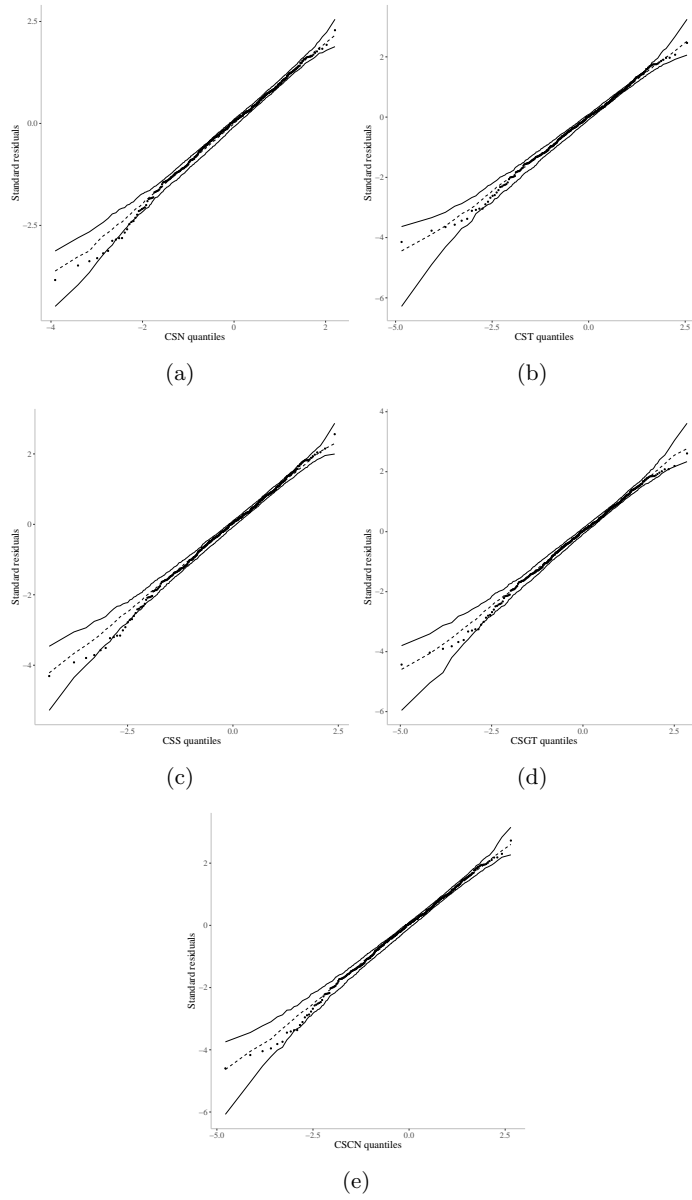 2.5
0.0
−2.5
Standard residuals
−4
−2
0
2
CSN quantiles
(a)
2
0
−2
−4
−6
Standard residuals
−5.0
−2.5
0.0
2.5
CST quantiles
(b)
2
0
−2
−4
Standard residuals
−2.5
0.0
2.5
CSS quantiles
(c)
4
2
0
−2
−4
−6
Standard residuals
−5.0
−2.5
0.0
2.5
CSGT quantiles
(d)
2
0
−2
−4
−6
Standard residuals
−5.0
−2.5
0.0
2.5
CSCN quantiles
(e)